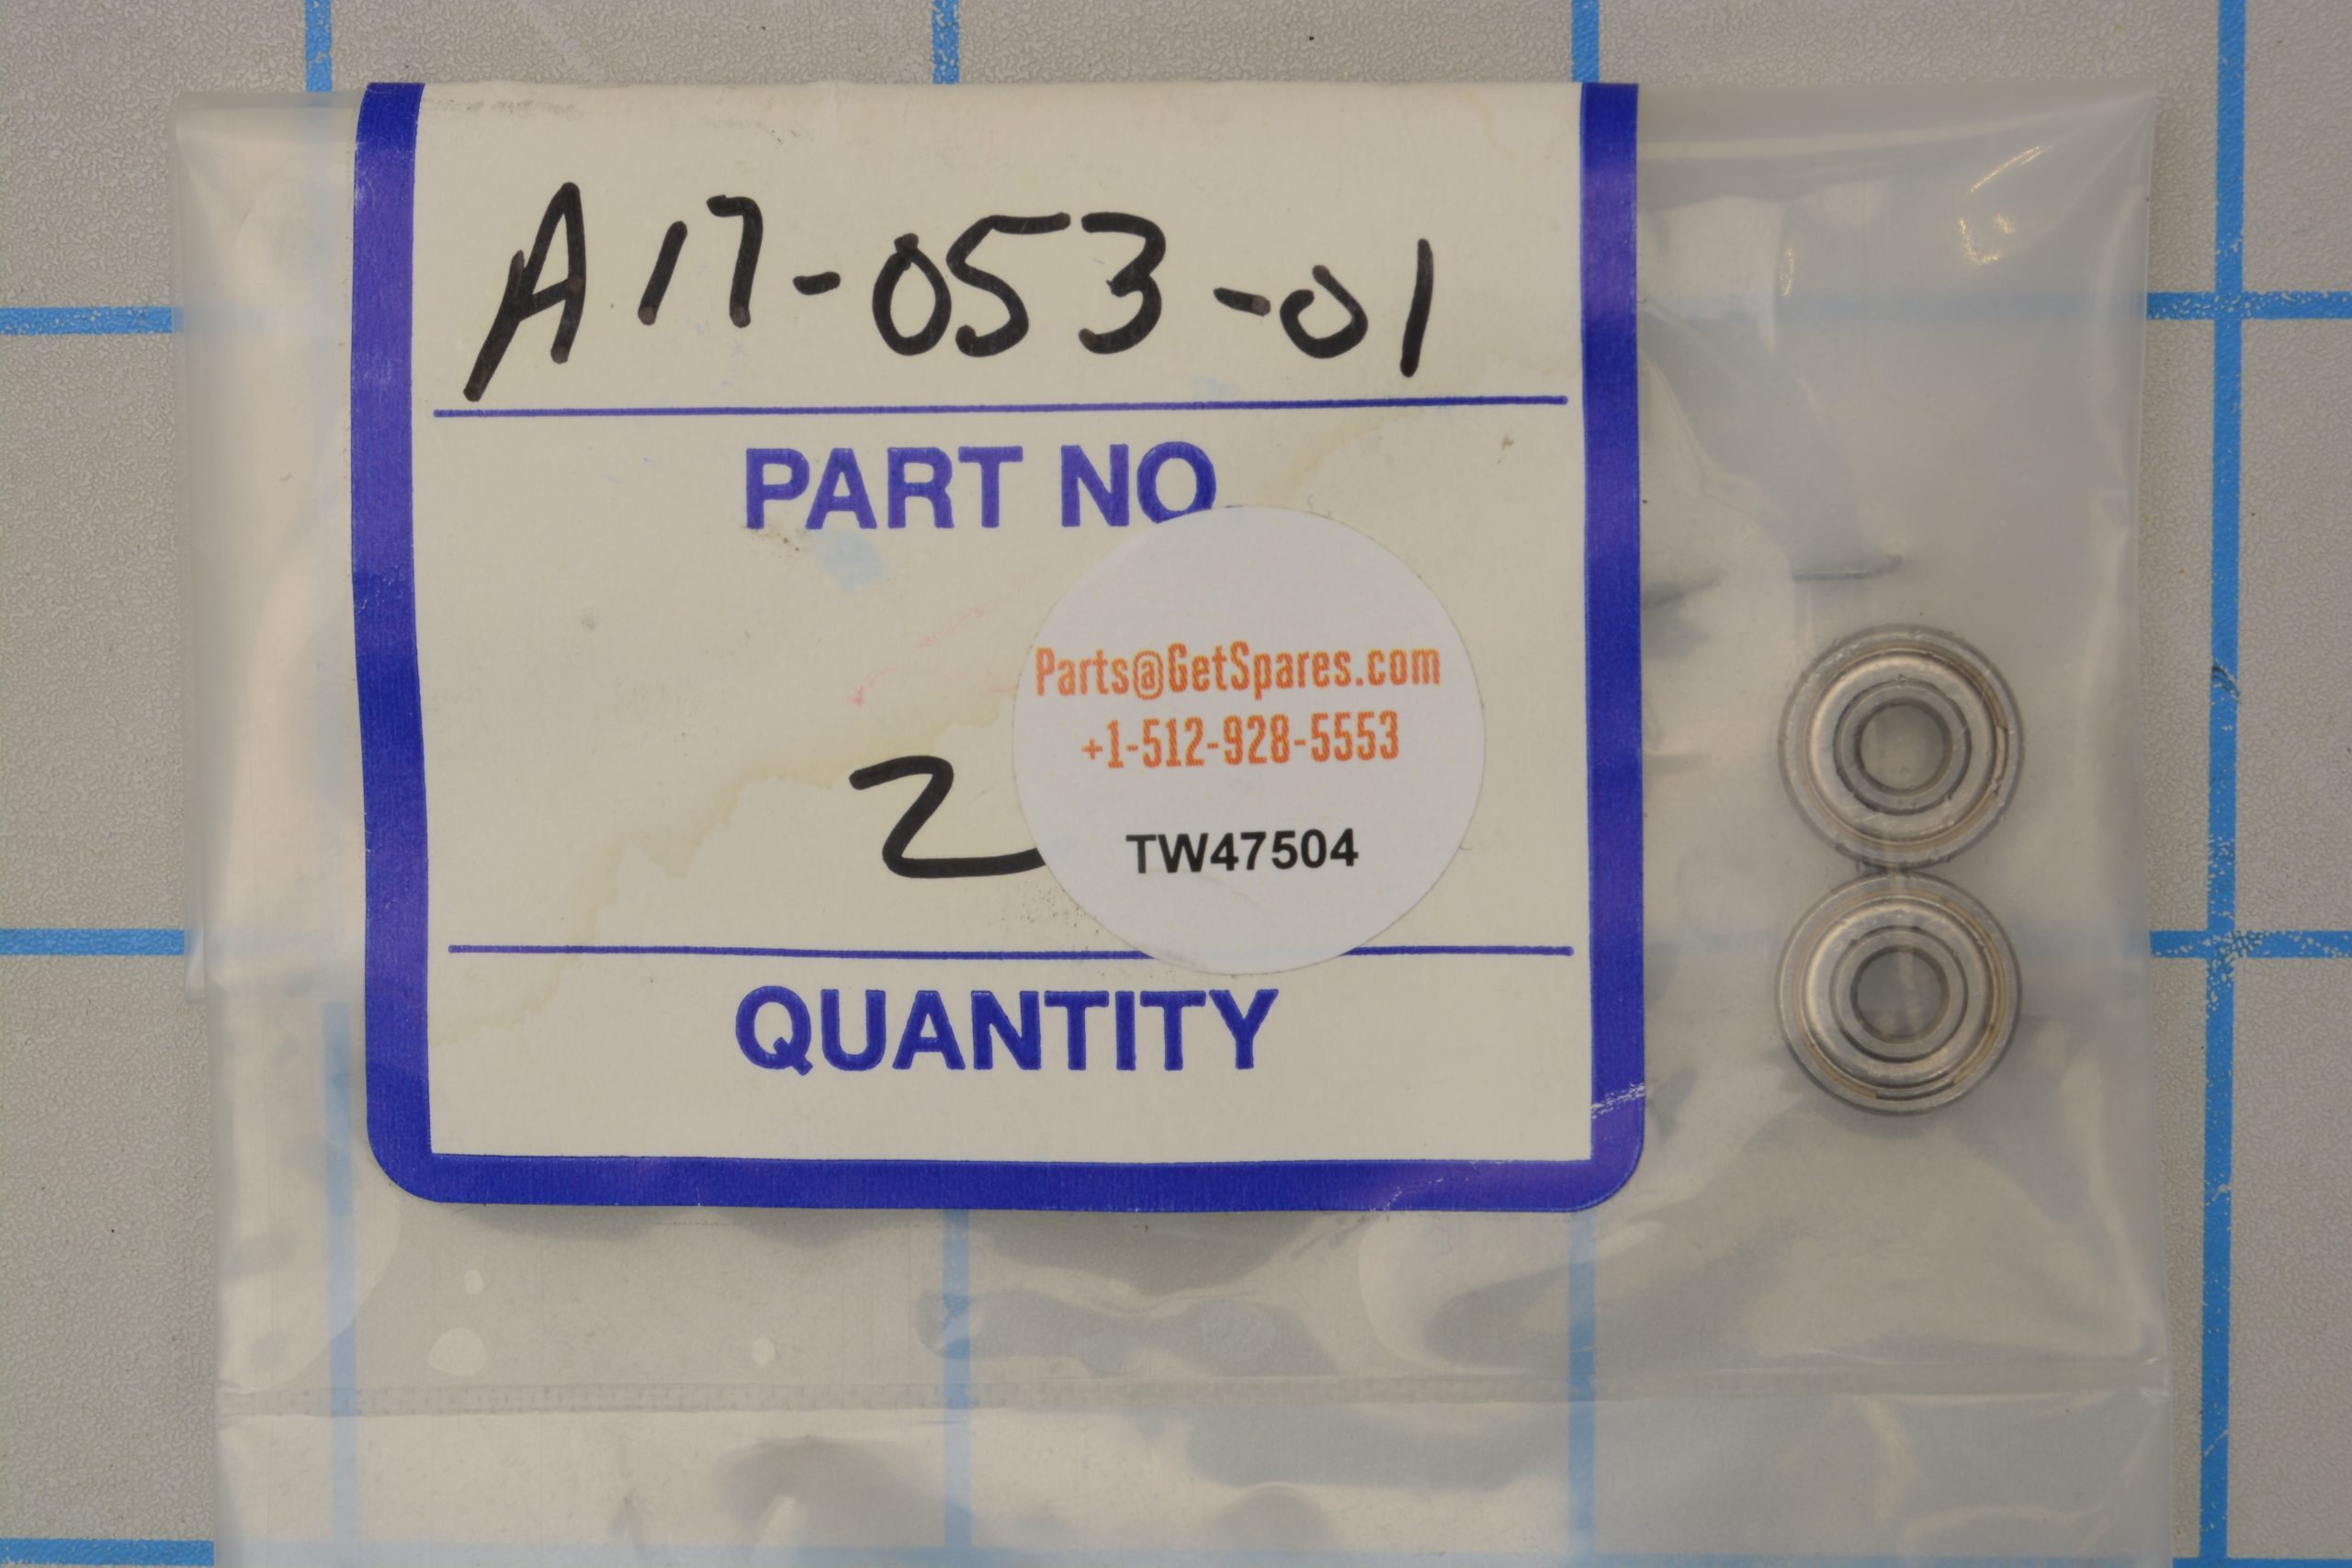 A17-053-01
PART NO
Parts@GetSpares.com
+1-512-928-5553
2
TW47504
QUANTITY